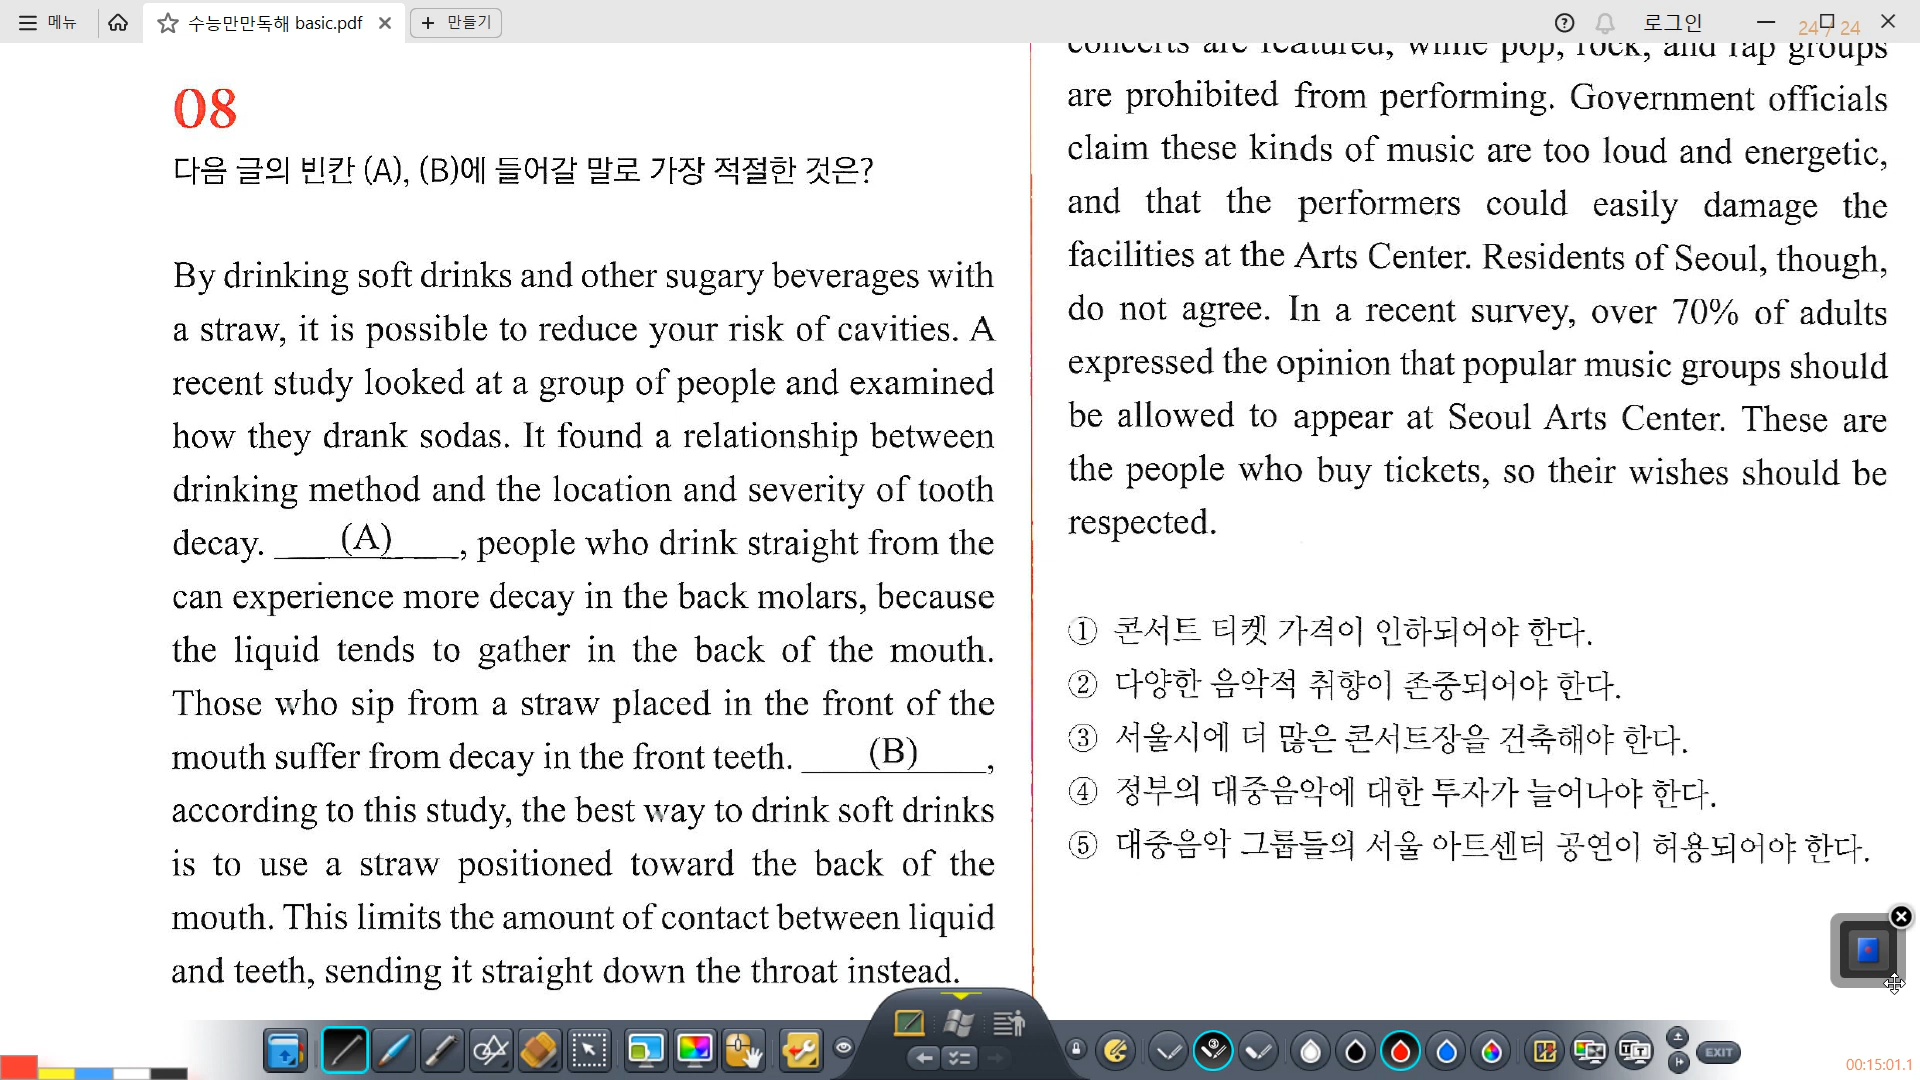 메뉴
수능만만독해 basic.pdf
만들기
로그인
24 / 24
08
다음 글의 빈칸 (A), (B)에 들어갈 말로 가장 적절한 것은?
By drinking soft drinks and other sugary beverages with
a straw, it is possible to reduce your risk of cavities. A
recent study looked at a group of people and examined
how they drank sodas. It found a relationship between
drinking method and the location and severity of tooth
decay. ____(A)____, people who drink straight from the
can experience more decay in the back molars, because
the liquid tends to gather in the back of the mouth.
Those who sip from a straw placed in the front of the
mouth suffer from decay in the front teeth. ____(B)____,
according to this study, the best way to drink soft drinks
is to use a straw positioned toward the back of the
mouth. This limits the amount of contact between liquid
and teeth, sending it straight down the throat instead.
concerts are featured, while pop, rock, and rap groups
are prohibited from performing. Government officials
claim these kinds of music are too loud and energetic,
and that the performers could easily damage the
facilities at the Arts Center. Residents of Seoul, though,
do not agree. In a recent survey, over 70% of adults
expressed the opinion that popular music groups should
be allowed to appear at Seoul Arts Center. These are
the people who buy tickets, so their wishes should be
respected.
① 콘서트 티켓 가격이 인하되어야 한다.
② 다양한 음악적 취향이 존중되어야 한다.
③ 서울시에 더 많은 콘서트장을 건축해야 한다.
④ 정부의 대중음악에 대한 투자가 늘어나야 한다.
⑤ 대중음악 그룹들의 서울 아트센터 공연이 허용되어야 한다.
EXIT
00:15:01.1